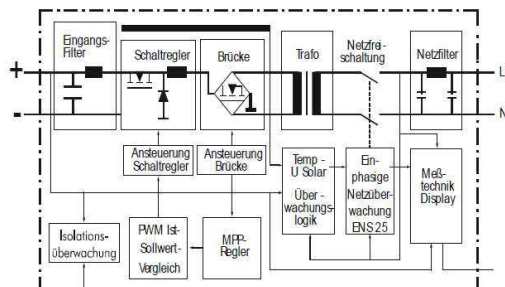 Eingangs-
Filter
Schaltregler
Brücke
Trafo
Netzfrei-
schaltung
Netzfilter
+
-
L
N
Ansteuerung
Schaltregler
Ansteuerung
Brücke
Temp -
U Solar
Über -
wachungs-
logik
Ein-
phasige
Netzüber-
wachung
ENS 25
Meß-
technik
Display
Isolations-
überwachung
PWM Ist-
Sollwert-
Vergleich
MPP-
Regler